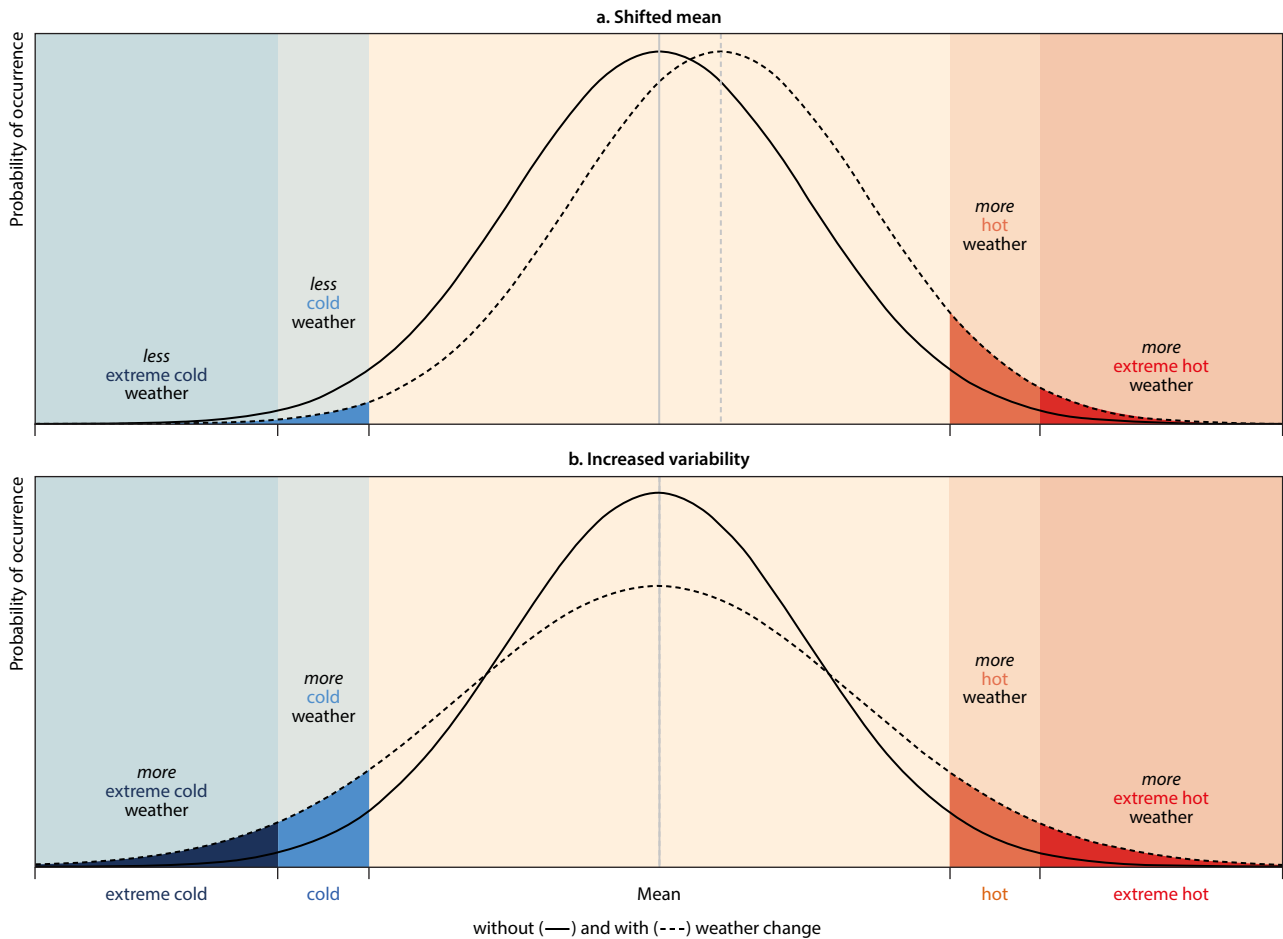 a. Shifted mean
Probability of occurrence
less
extreme cold
weather
less
cold
weather
more
hot
weather
more
extreme hot
weather
b. Increased variability
Probability of occurrence
more
extreme cold
weather
more
cold
weather
more
hot
weather
more
extreme hot
weather
extreme cold
cold
Mean
hot
extreme hot
without (—) and with (---) weather change